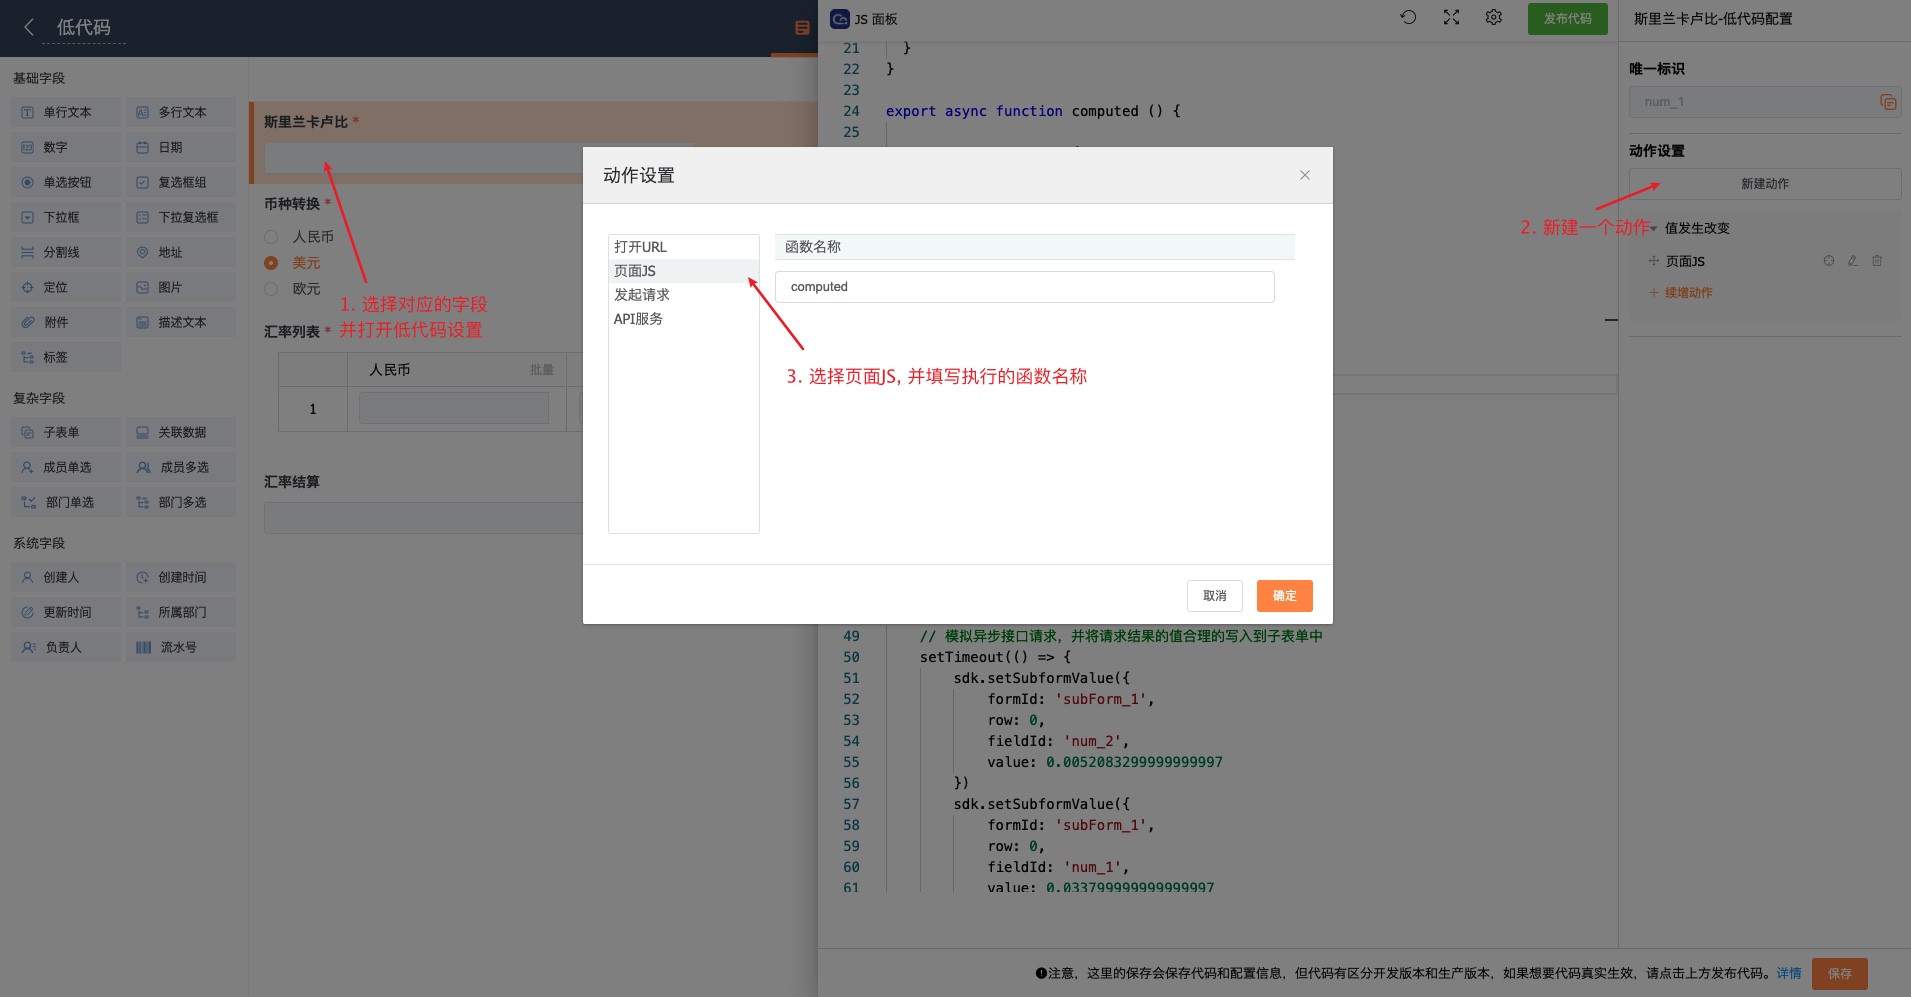 低代码
基础字段
单行文本
多行文本
数字
日期
单选按钮
复选框组
下拉框
下拉复选框
分割线
地址
定位
图片
附件
描述文本
标签
复杂字段
子表单
关联数据
成员单选
成员多选
部门单选
部门多选
系统字段
创建人
创建时间
更新时间
所属部门
负责人
流水号
斯里兰卡卢比 *
币种转换 *
人民币
美元
欧元
1. 选择对应的字段
并打开低代码设置
汇率列表 *
人民币
批量
1
汇率结算
JS 面板
发布代码
21 }
22 }
23
24 export async function computed () {
25
动作设置
打开URL
页面JS
发起请求
API服务
函数名称
computed
3. 选择页面JS, 并填写执行的函数名称
取消
确定
49 // 模拟异步接口请求，并将请求结果的值合理的写入到子表单中
50 setTimeout(() => {
51 sdk.setSubformValue({
52 formId: 'subForm_1',
53 row: 0,
54 fieldId: 'num_2',
55 value: 0.0052083299999999997
56 })
57 sdk.setSubformValue({
58 formId: 'subForm_1',
59 row: 0,
60 fieldId: 'num_1',
61 value: 0.033799999999999997
斯里兰卡卢比-低代码配置
唯一标识
num_1
动作设置
新建动作
2. 新建一个动作
值发生改变
页面JS
续增动作
注意，这里的保存会保存代码和配置信息，但代码有区分开发版本和生产版本，如果想要代码真实生效，请点击上方发布代码。详情
保存